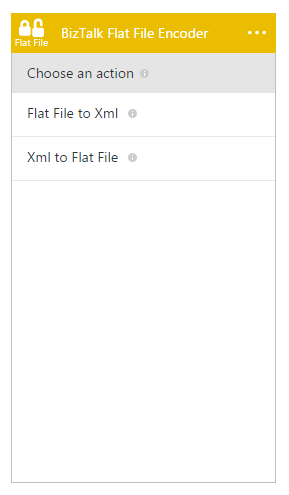 BizTalk Flat File Encoder
Flat File
Choose an action
Flat File to Xml
Xml to Flat File